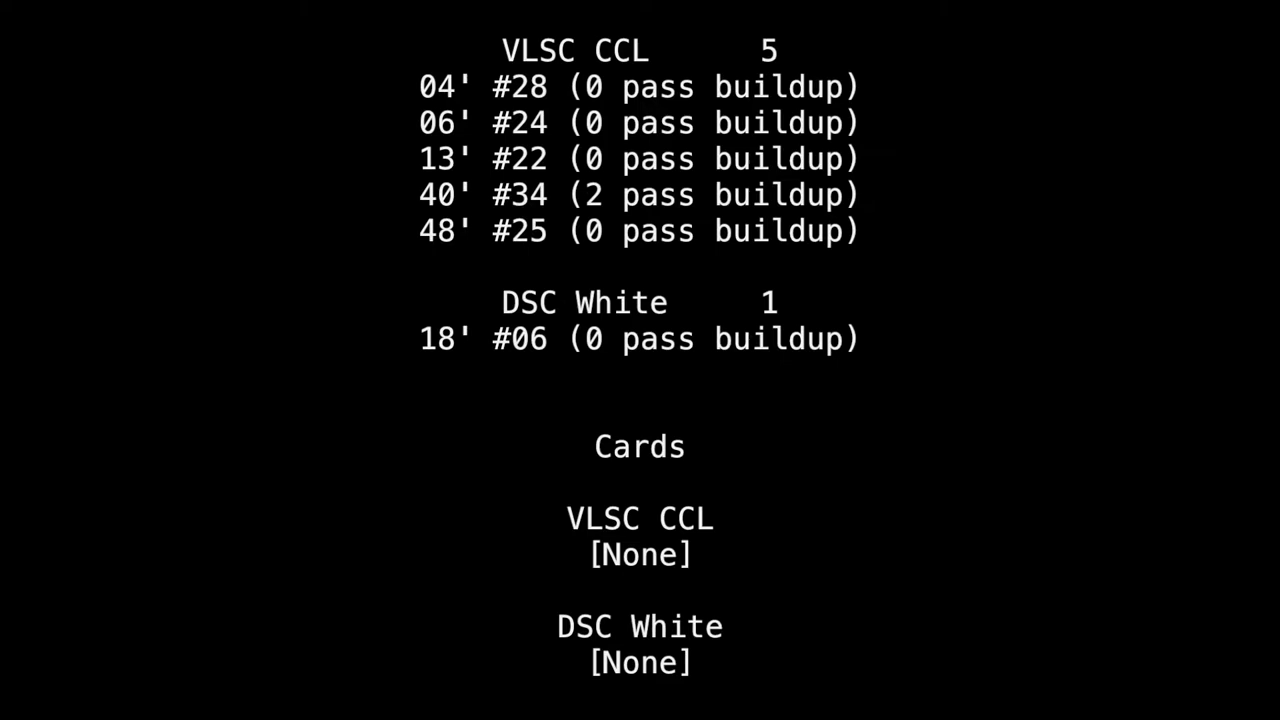 VLSC CCL 5
04' #28 (0 pass buildup)
06' #24 (0 pass buildup)
13' #22 (0 pass buildup)
40' #34 (2 pass buildup)
48' #25 (0 pass buildup)
DSC White 1
18' #06 (0 pass buildup)
Cards
VLSC CCL
[None]
DSC White
[None]